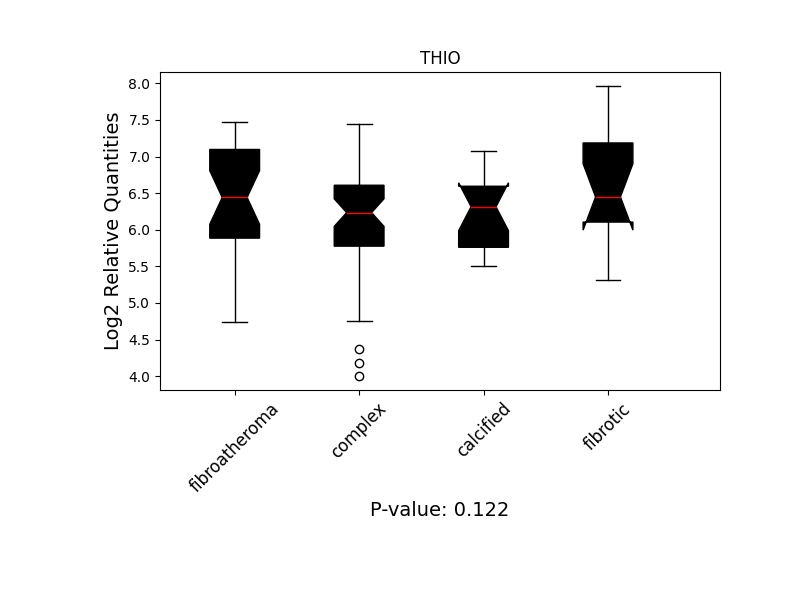 THIO
Log2 Relative Quantities
8.0
7.5
7.0
6.5
6.0
5.5
5.0
4.5
4.0
fibroatheroma
complex
calcified
fibrotic
P-value: 0.122